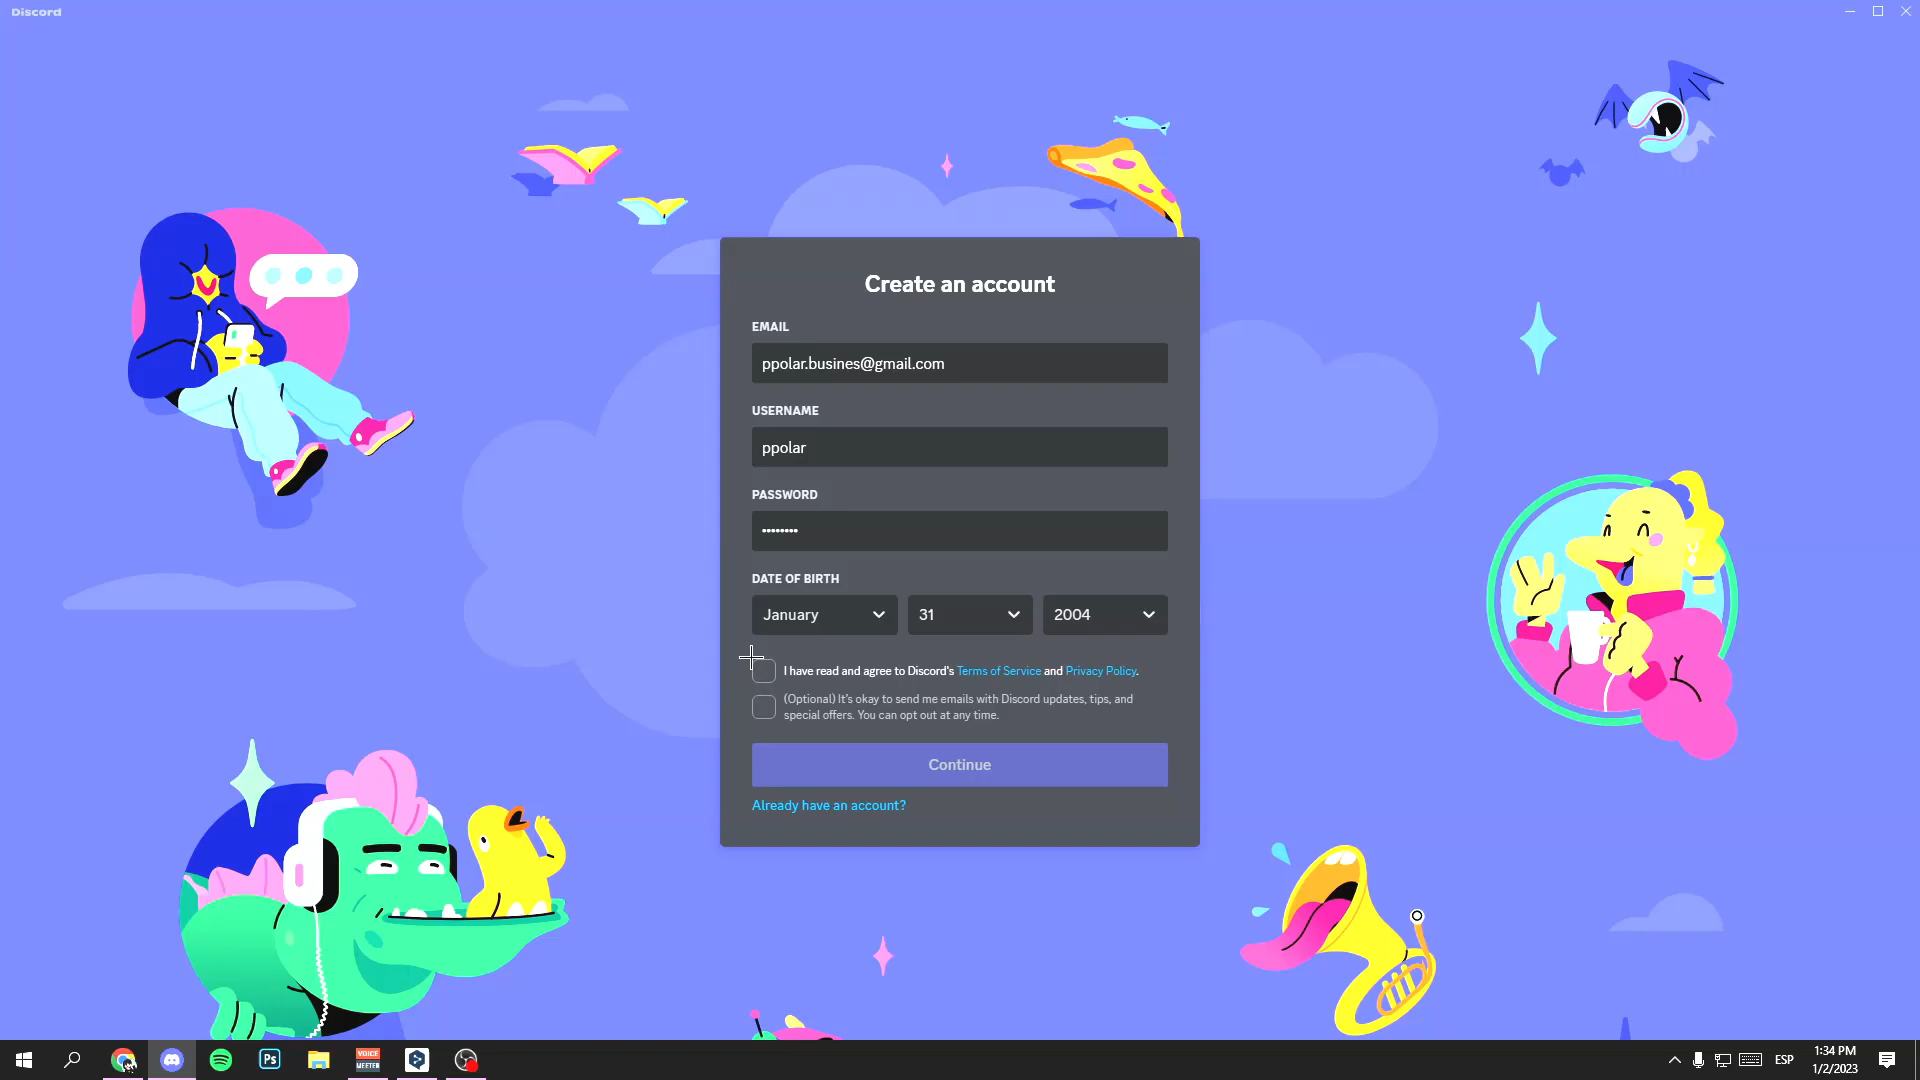 Discord
Create an account
EMAIL
ppolar.busines@gmail.com
USERNAME
ppolar
PASSWORD
••••••••
DATE OF BIRTH
January 31 2004
I have read and agree to Discord's Terms of Service and Privacy Policy.
(Optional) It's okay to send me emails with Discord updates, tips, and
special offers. You can opt out at any time.
Continue
Already have an account?
Ps
VOICE
MEETER
ESP
1:34 PM
1/2/2023